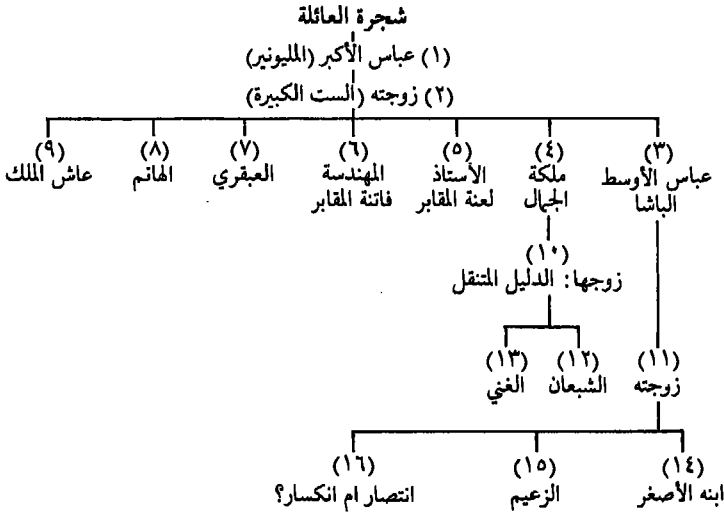 شجرة العائلة
(١) عباس الأكبر (المليونير)
(٢) زوجته (الست الكبيرة)
(٣)
عباس الأوسط
الباشا
(٤)
ملكة
الجمال
(٥)
الأستاذ
لعنة المقابر
(٦)
المهندسة
فاتنة المقابر
(٧)
العبقري
(٨)
الهانم
(٩)
عاش الملك
(١٠)
زوجها: الدليل المتنقل
(١١)
زوجته
(١٢)
الشبعان
(١٣)
الغني
(١٤)
ابنه الأصغر
(١٥)
الزعيم
(١٦)
انتصار ام انكسار؟